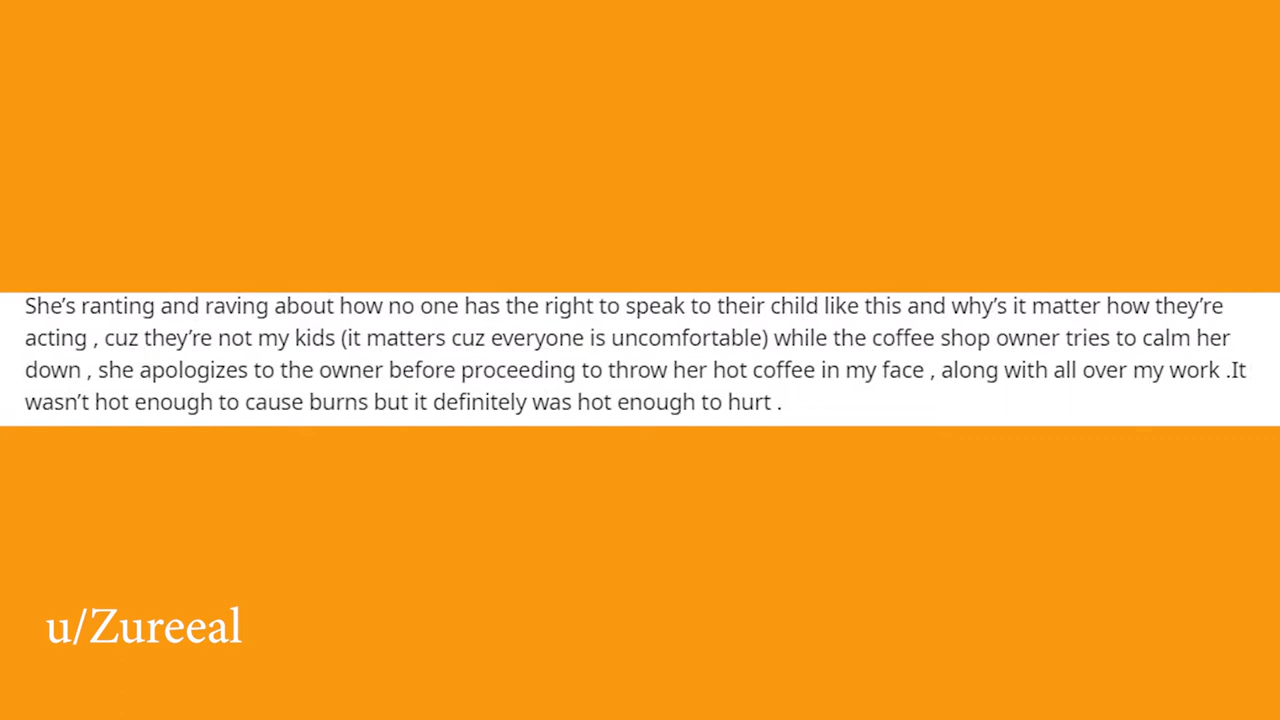 She’s ranting and raving about how no one has the right to speak to their child like this and why’s it matter how they’re
acting , cuz they’re not my kids (it matters cuz everyone is uncomfortable) while the coffee shop owner tries to calm her
down , she apologizes to the owner before proceeding to throw her hot coffee in my face , along with all over my work .It
wasn’t hot enough to cause burns but it definitely was hot enough to hurt .
u/Zureeal